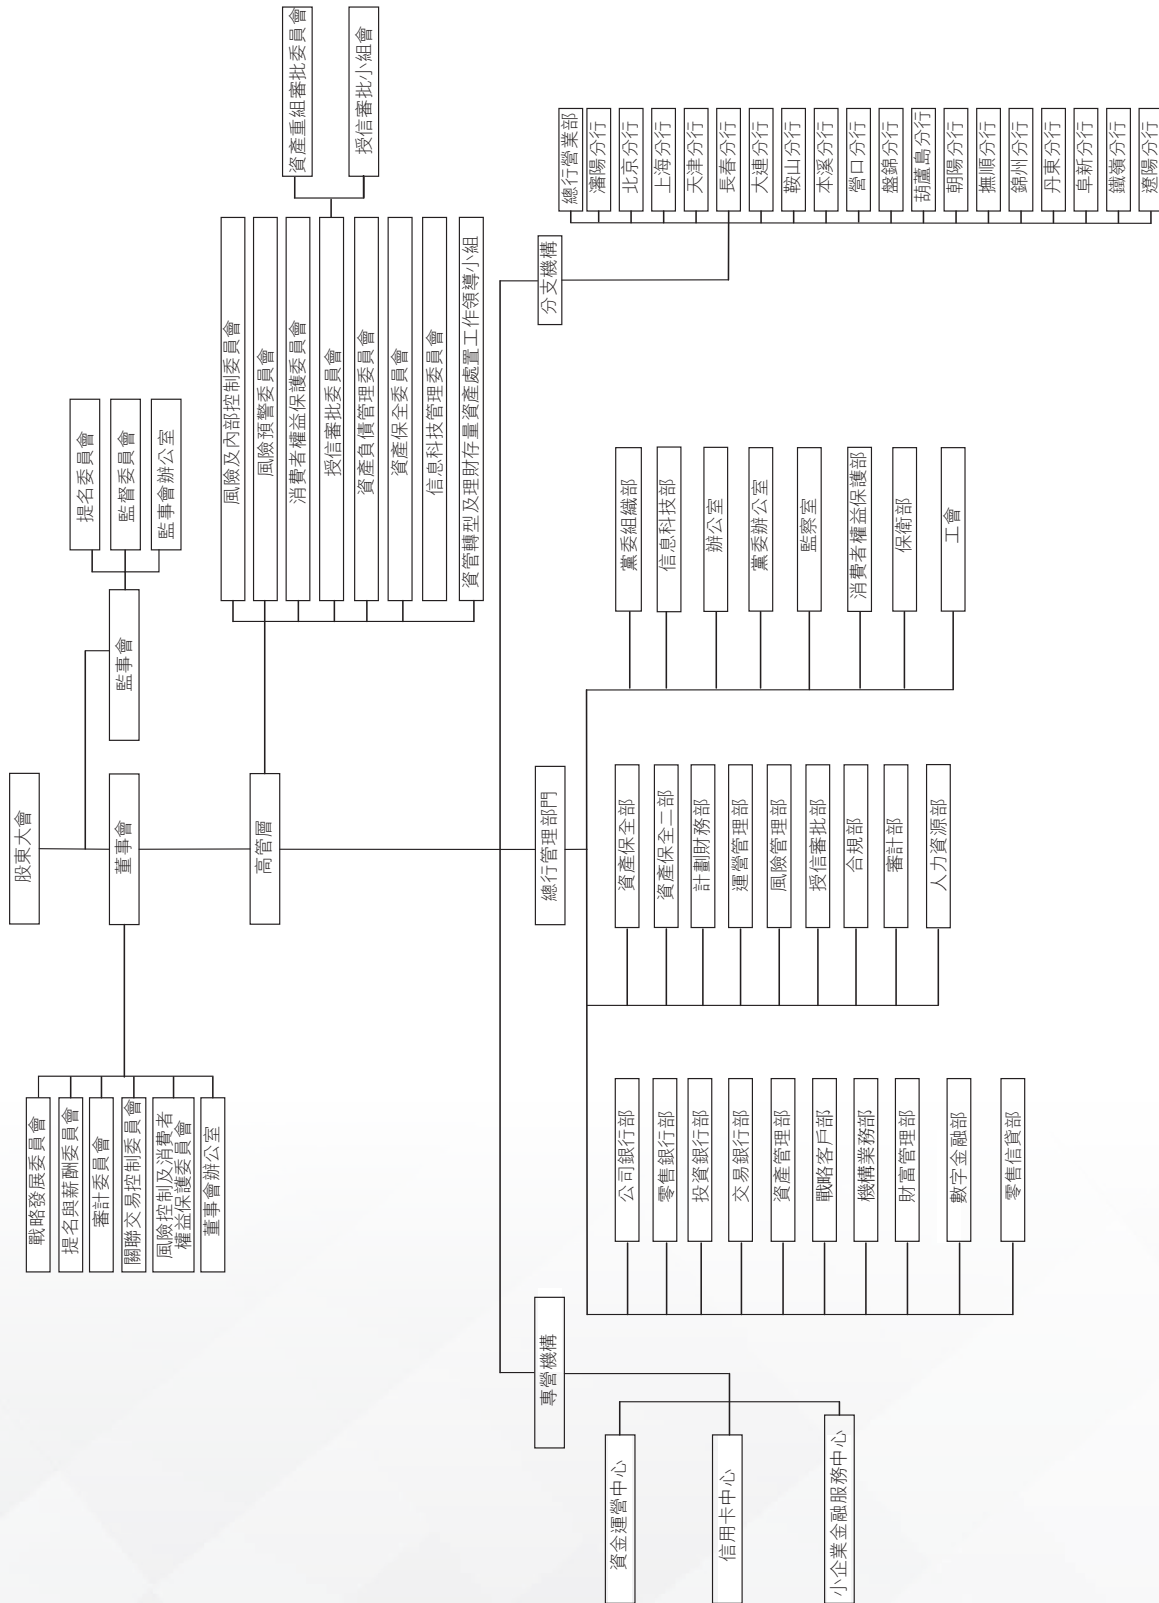 股東大會
董事會
監事會
提名委員會
監督委員會
監事會辦公室
戰略發展委員會
提名與薪酬委員會
審計委員會
關聯交易控制委員會
風險控制及消費者
權益保護委員會
董事會辦公室
高管層
風險及內部控制委員會
風險預警委員會
消費者權益保護委員會
授信審批委員會
資產負債管理委員會
資產保全委員會
信息科技管理委員會
資管轉型及理財存量資產處置工作領導小組
資產重組審批委員會
授信審批小組會
專營機構
總行管理部門
分支機構
資金運營中心
信用卡中心
小企業金融服務中心
公司銀行部
零售銀行部
投資銀行部
交易銀行部
資產管理部
戰略客戶部
機構業務部
財富管理部
數字金融部
零售信貸部
資產保全部
資產保全二部
計劃財務部
運營管理部
風險管理部
授信審批部
合規部
審計部
人力資源部
黨委組織部
信息科技部
辦公室
黨委辦公室
監察室
消費者權益保護部
保衛部
工會
總行營業部
瀋陽分行
北京分行
上海分行
天津分行
長春分行
大連分行
鞍山分行
本溪分行
營口分行
盤錦分行
葫蘆島分行
朝陽分行
撫順分行
錦州分行
丹東分行
阜新分行
鐵嶺分行
遼陽分行